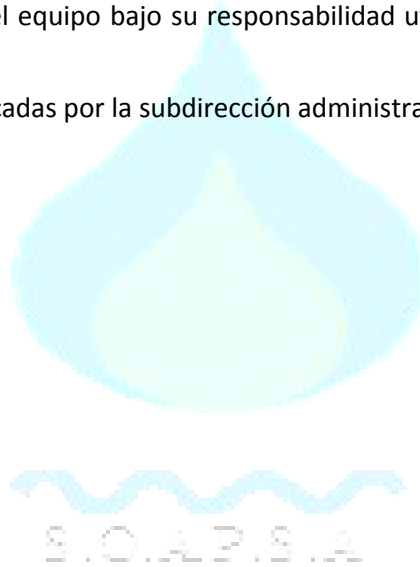 el equipo bajo su responsabilidad u
cadas por la subdirección administra
S.O.A.P.S.A